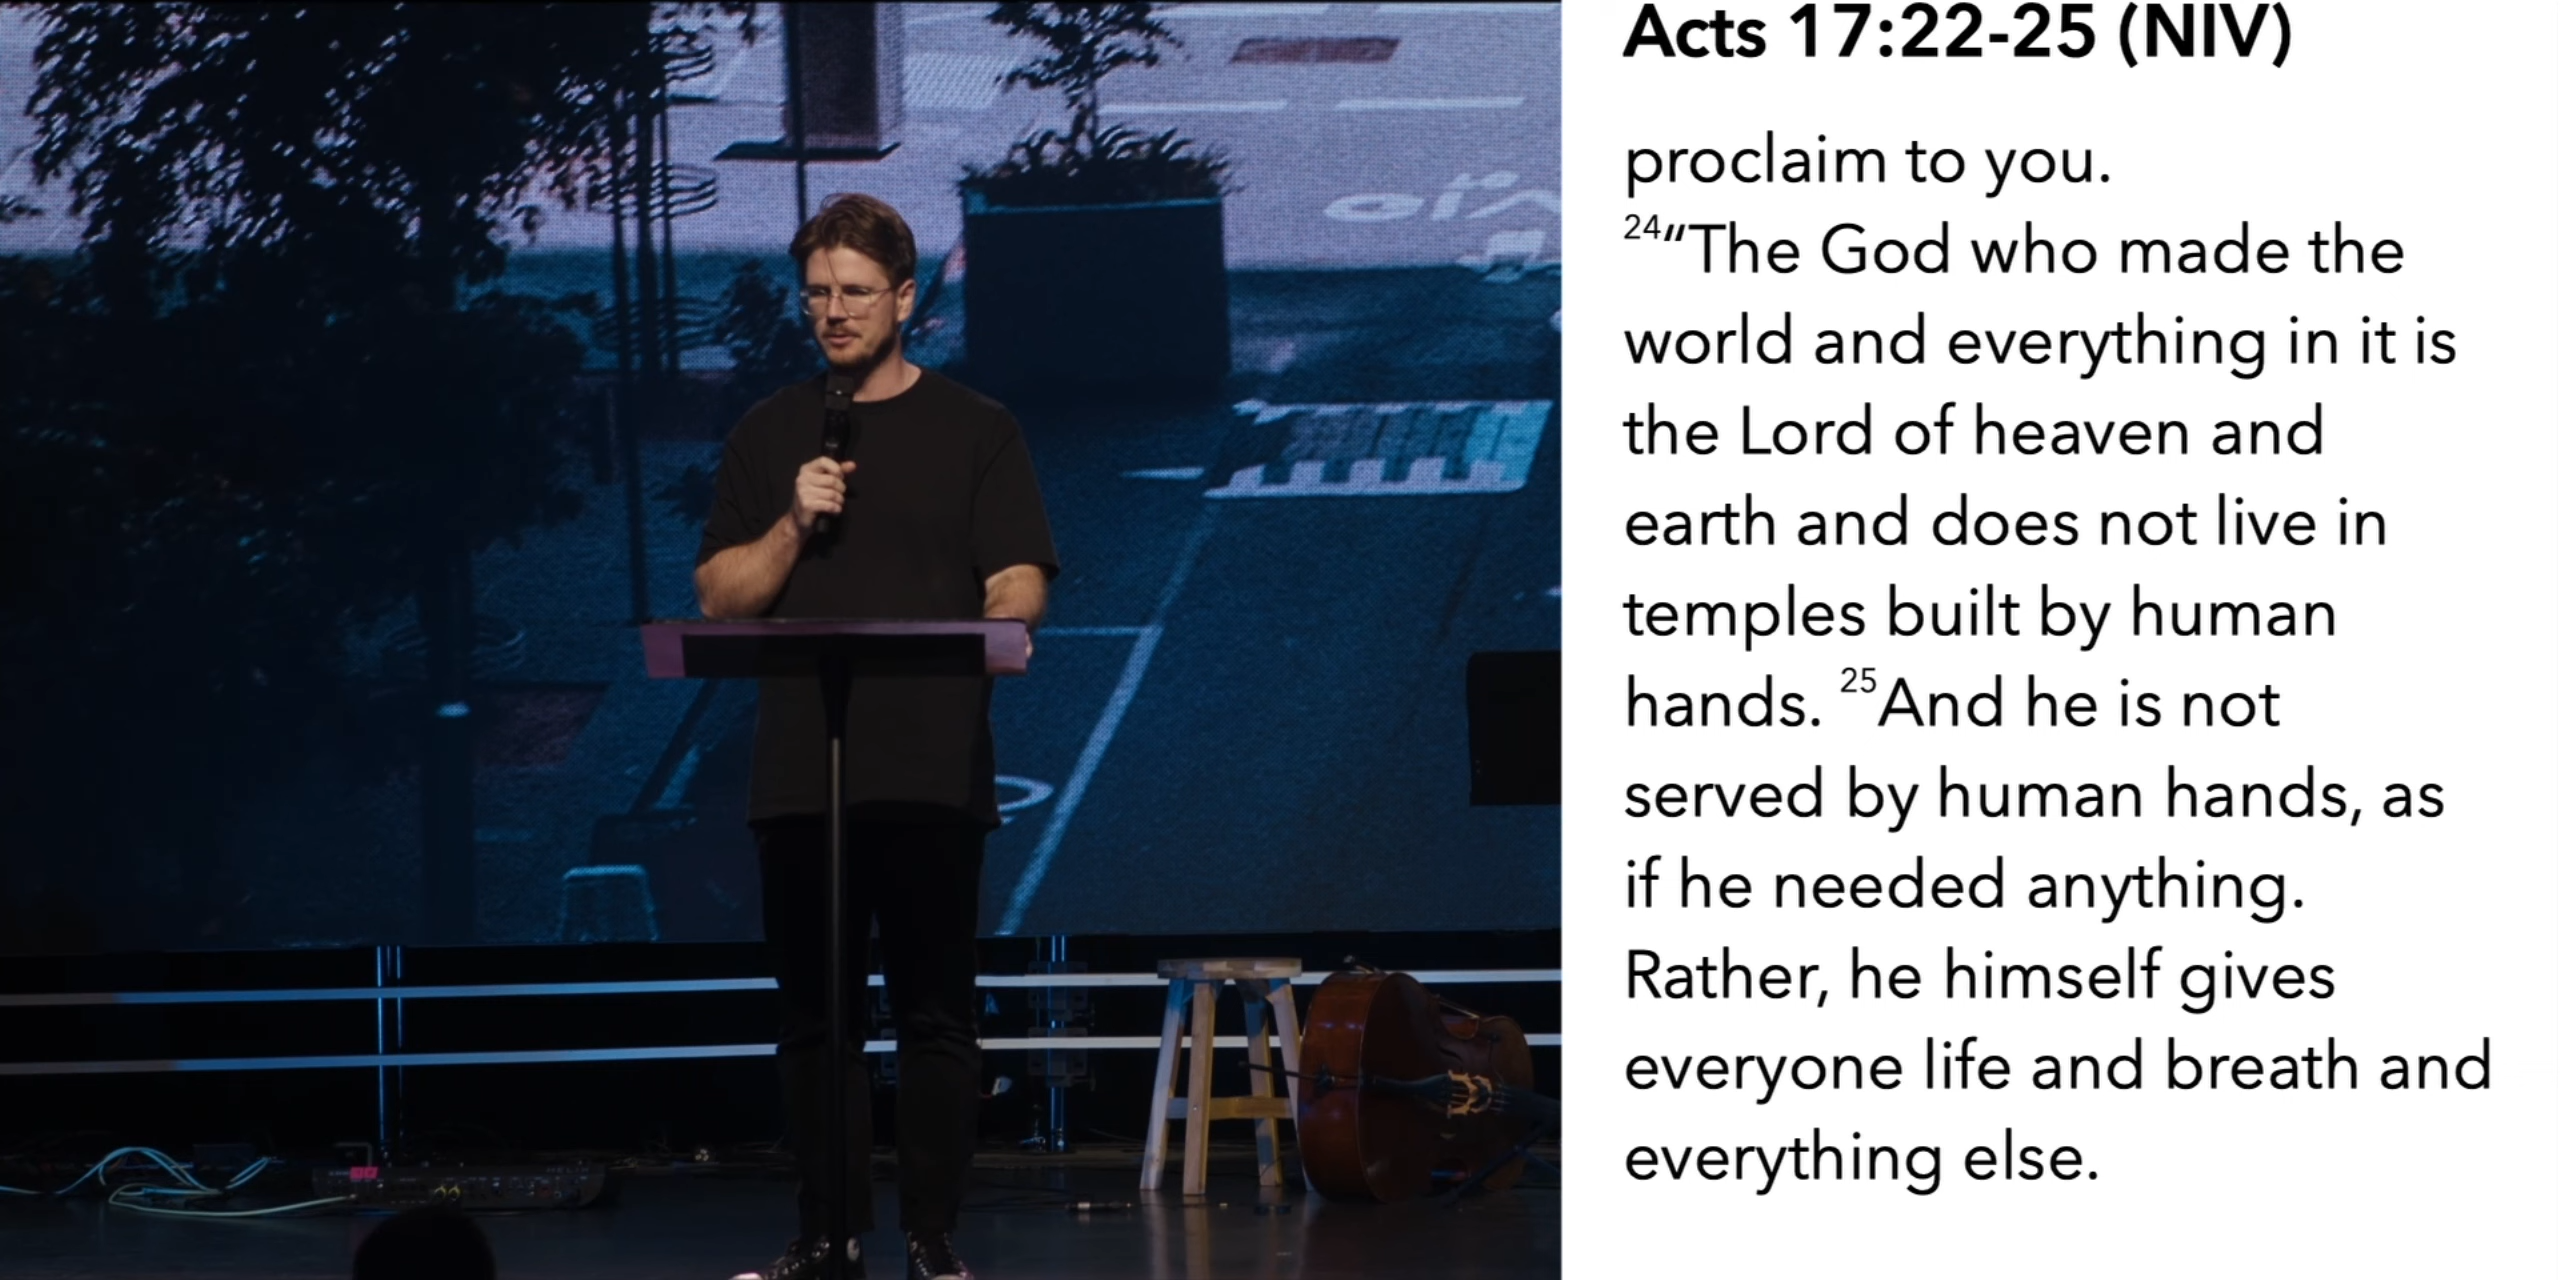 Acts 17:22-25 (NIV)
proclaim to you.
24“The God who made the
world and everything in it is
the Lord of heaven and
earth and does not live in
temples built by human
hands. 25And he is not
served by human hands, as
if he needed anything.
Rather, he himself gives
everyone life and breath and
everything else.